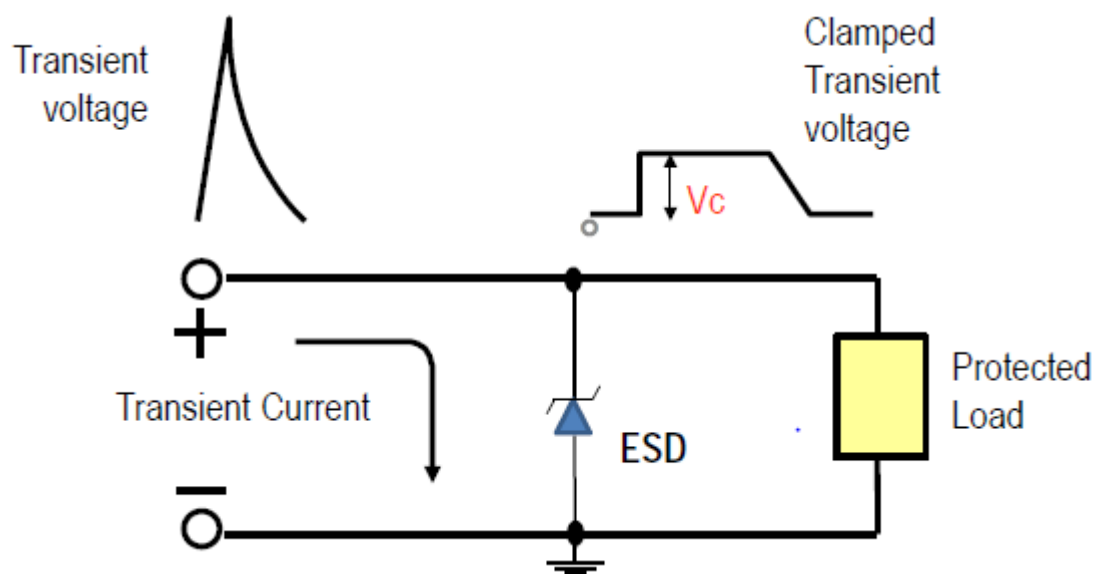 Transient
voltage
Clamped
Transient
voltage
Vc
+
Transient Current
ESD
Protected
Load
−